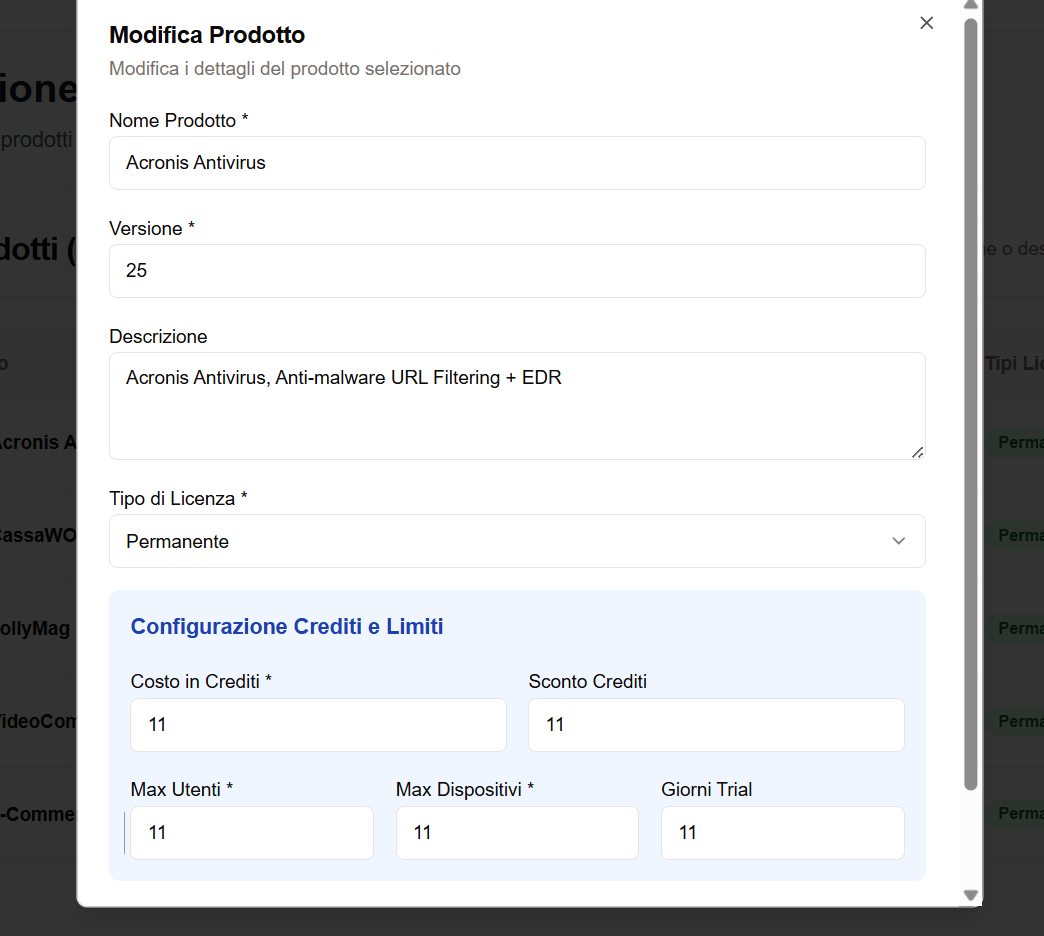 Modifica Prodotto
Modifica i dettagli del prodotto selezionato
Nome Prodotto *
Acronis Antivirus
Versione *
25
Descrizione
Acronis Antivirus, Anti-malware URL Filtering + EDR
Tipo di Licenza *
Permanente
Configurazione Crediti e Limiti
Costo in Crediti *
Sconto Crediti
11
11
Max Utenti *
Max Dispositivi *
Giorni Trial
11
11
11
ione
prodotti
dotti (
e o des
o
Tipi Lic
Acronis A
Perma
CassaWO
Perma
ollyMag
Perma
VideoCom
Perma
-Comme
Perma